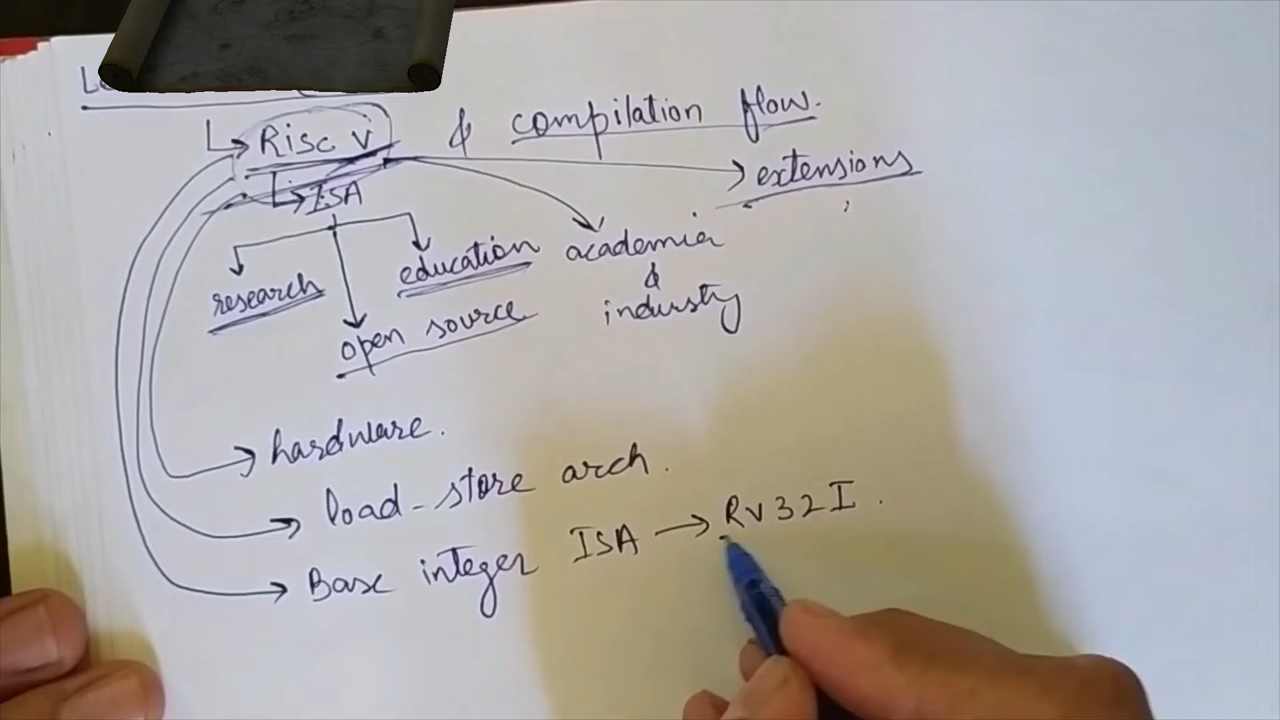 Risc V & compilation flow.
ISA
extensions
research
education
open source
academia
&
industry
hardware.
load-store arch.
Base integer ISA → RV32I.